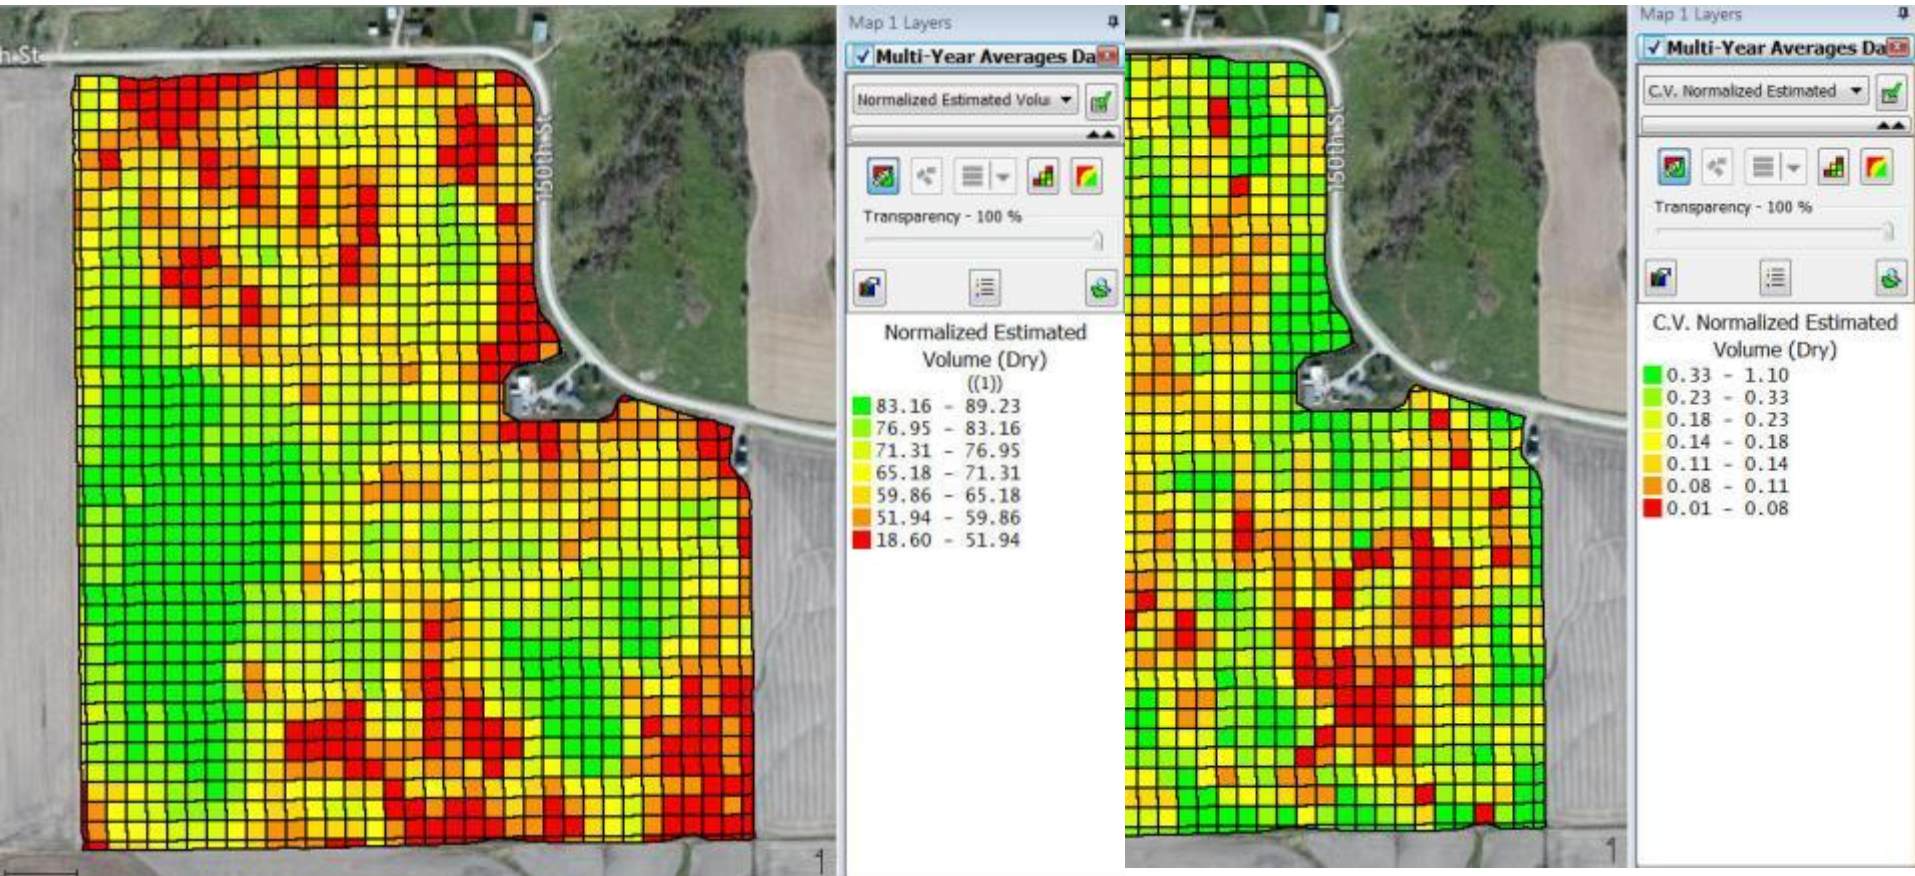 h St
150th St
Map 1 Layers
Multi-Year Averages Da
Normalized Estimated Volu
Transparency - 100 %
Normalized Estimated
Volume (Dry)
((1))
83.16 - 89.23
76.95 - 83.16
71.31 - 76.95
65.18 - 71.31
59.86 - 65.18
51.94 - 59.86
18.60 - 51.94
150th St
Map 1 Layers
Multi-Year Averages Da
C.V. Normalized Estimated
Transparency - 100 %
C.V. Normalized Estimated
Volume (Dry)
0.33 - 1.10
0.23 - 0.33
0.18 - 0.23
0.14 - 0.18
0.11 - 0.14
0.08 - 0.11
0.01 - 0.08